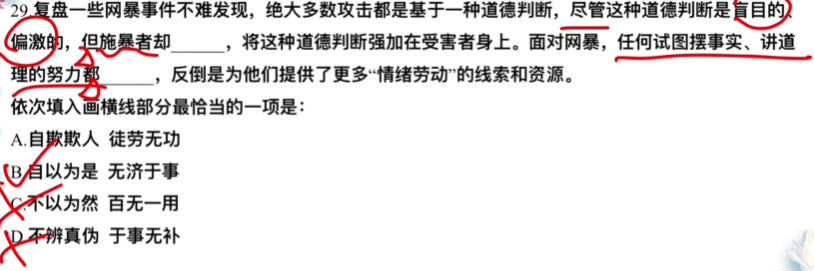 29.复盘一些网暴事件不难发现，绝大多数攻击都是基于一种道德判断，尽管这种道德判断是盲目的、
偏激的，但施暴者却______，将这种道德判断强加在受害者身上。面对网暴，任何试图摆事实、讲道
理的努力都______，反倒是为他们提供了更多“情绪劳动”的线索和资源。
依次填入画横线部分最恰当的一项是：
A.自欺欺人 徒劳无功
B.自以为是 无济于事
C.不以为然 百无一用
D.不辨真伪 于事无补